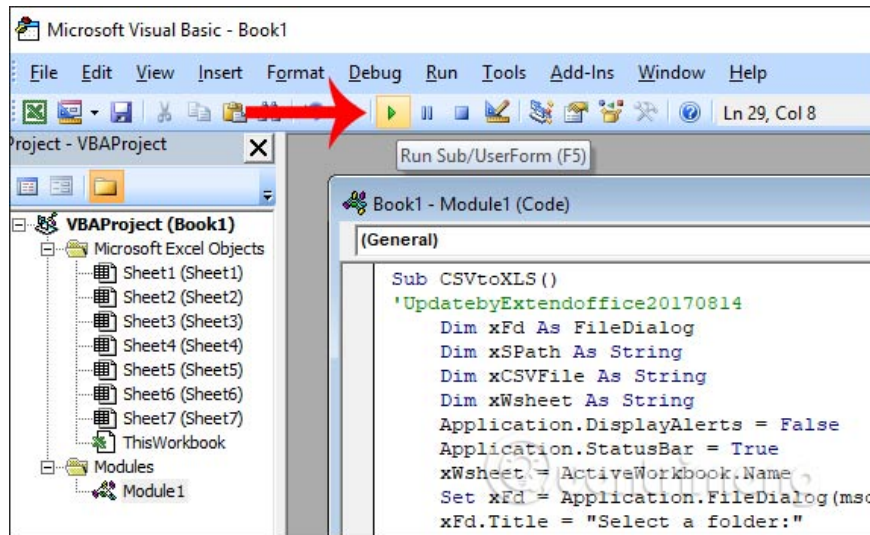 Microsoft Visual Basic - Book1
File Edit View Insert Format Debug Run Tools Add-Ins Window Help
Ln 29, Col 8
Project - VBAProject
Run Sub/UserForm (F5)
Book1 - Module1 (Code)
(General)
VBAProject (Book1)
Microsoft Excel Objects
Sheet1 (Sheet1)
Sheet2 (Sheet2)
Sheet3 (Sheet3)
Sheet4 (Sheet4)
Sheet5 (Sheet5)
Sheet6 (Sheet6)
Sheet7 (Sheet7)
ThisWorkbook
Modules
Module1
Sub CSVtoXLS()
'UpdatebyExtendoffice20170814
Dim xFd As FileDialog
Dim xSPath As String
Dim xCSVFile As String
Dim xWsheet As String
Application.DisplayAlerts = False
Application.StatusBar = True
xWsheet = ActiveWorkbook.Name
Set xFd = Application.FileDialog(mso
xFd.Title = "Select a folder:"